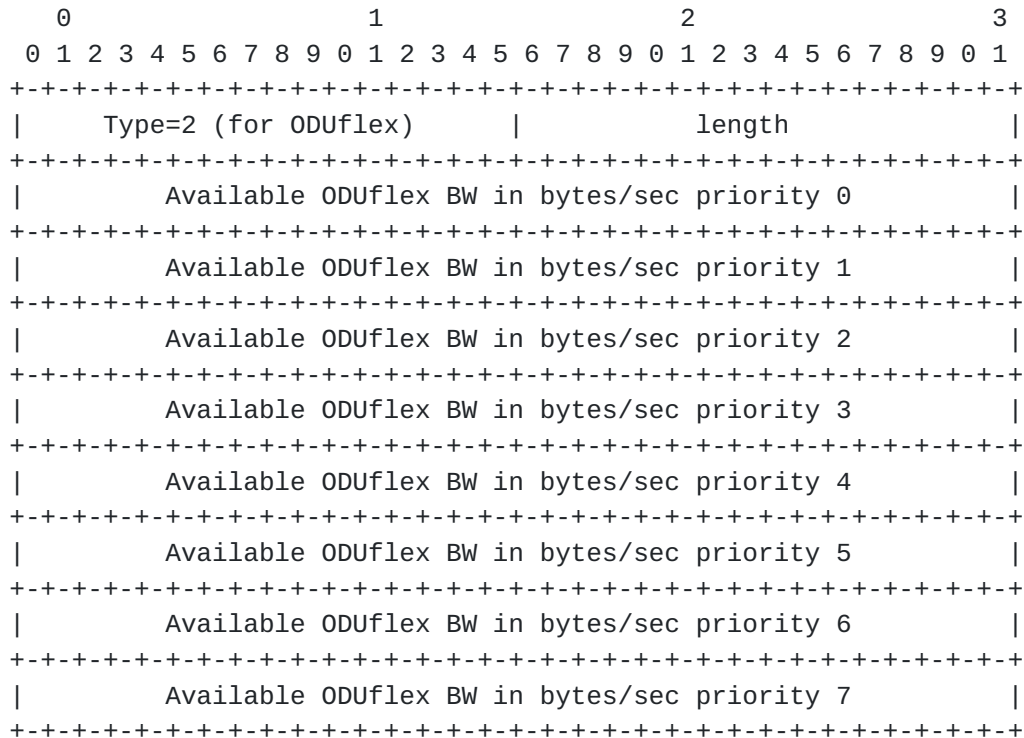 0                   1                   2                   3
0 1 2 3 4 5 6 7 8 9 0 1 2 3 4 5 6 7 8 9 0 1 2 3 4 5 6 7 8 9 0 1
+-+-+-+-+-+-+-+-+-+-+-+-+-+-+-+-+-+-+-+-+-+-+-+-+-+-+-+-+-+-+-+-+
|     Type=2 (for ODUflex)      |           length              |
+-+-+-+-+-+-+-+-+-+-+-+-+-+-+-+-+-+-+-+-+-+-+-+-+-+-+-+-+-+-+-+-+
|         Available ODUflex BW in bytes/sec priority 0          |
+-+-+-+-+-+-+-+-+-+-+-+-+-+-+-+-+-+-+-+-+-+-+-+-+-+-+-+-+-+-+-+-+
|         Available ODUflex BW in bytes/sec priority 1          |
+-+-+-+-+-+-+-+-+-+-+-+-+-+-+-+-+-+-+-+-+-+-+-+-+-+-+-+-+-+-+-+-+
|         Available ODUflex BW in bytes/sec priority 2          |
+-+-+-+-+-+-+-+-+-+-+-+-+-+-+-+-+-+-+-+-+-+-+-+-+-+-+-+-+-+-+-+-+
|         Available ODUflex BW in bytes/sec priority 3          |
+-+-+-+-+-+-+-+-+-+-+-+-+-+-+-+-+-+-+-+-+-+-+-+-+-+-+-+-+-+-+-+-+
|         Available ODUflex BW in bytes/sec priority 4          |
+-+-+-+-+-+-+-+-+-+-+-+-+-+-+-+-+-+-+-+-+-+-+-+-+-+-+-+-+-+-+-+-+
|         Available ODUflex BW in bytes/sec priority 5          |
+-+-+-+-+-+-+-+-+-+-+-+-+-+-+-+-+-+-+-+-+-+-+-+-+-+-+-+-+-+-+-+-+
|         Available ODUflex BW in bytes/sec priority 6          |
+-+-+-+-+-+-+-+-+-+-+-+-+-+-+-+-+-+-+-+-+-+-+-+-+-+-+-+-+-+-+-+-+
|         Available ODUflex BW in bytes/sec priority 7          |
+-+-+-+-+-+-+-+-+-+-+-+-+-+-+-+-+-+-+-+-+-+-+-+-+-+-+-+-+-+-+-+-+